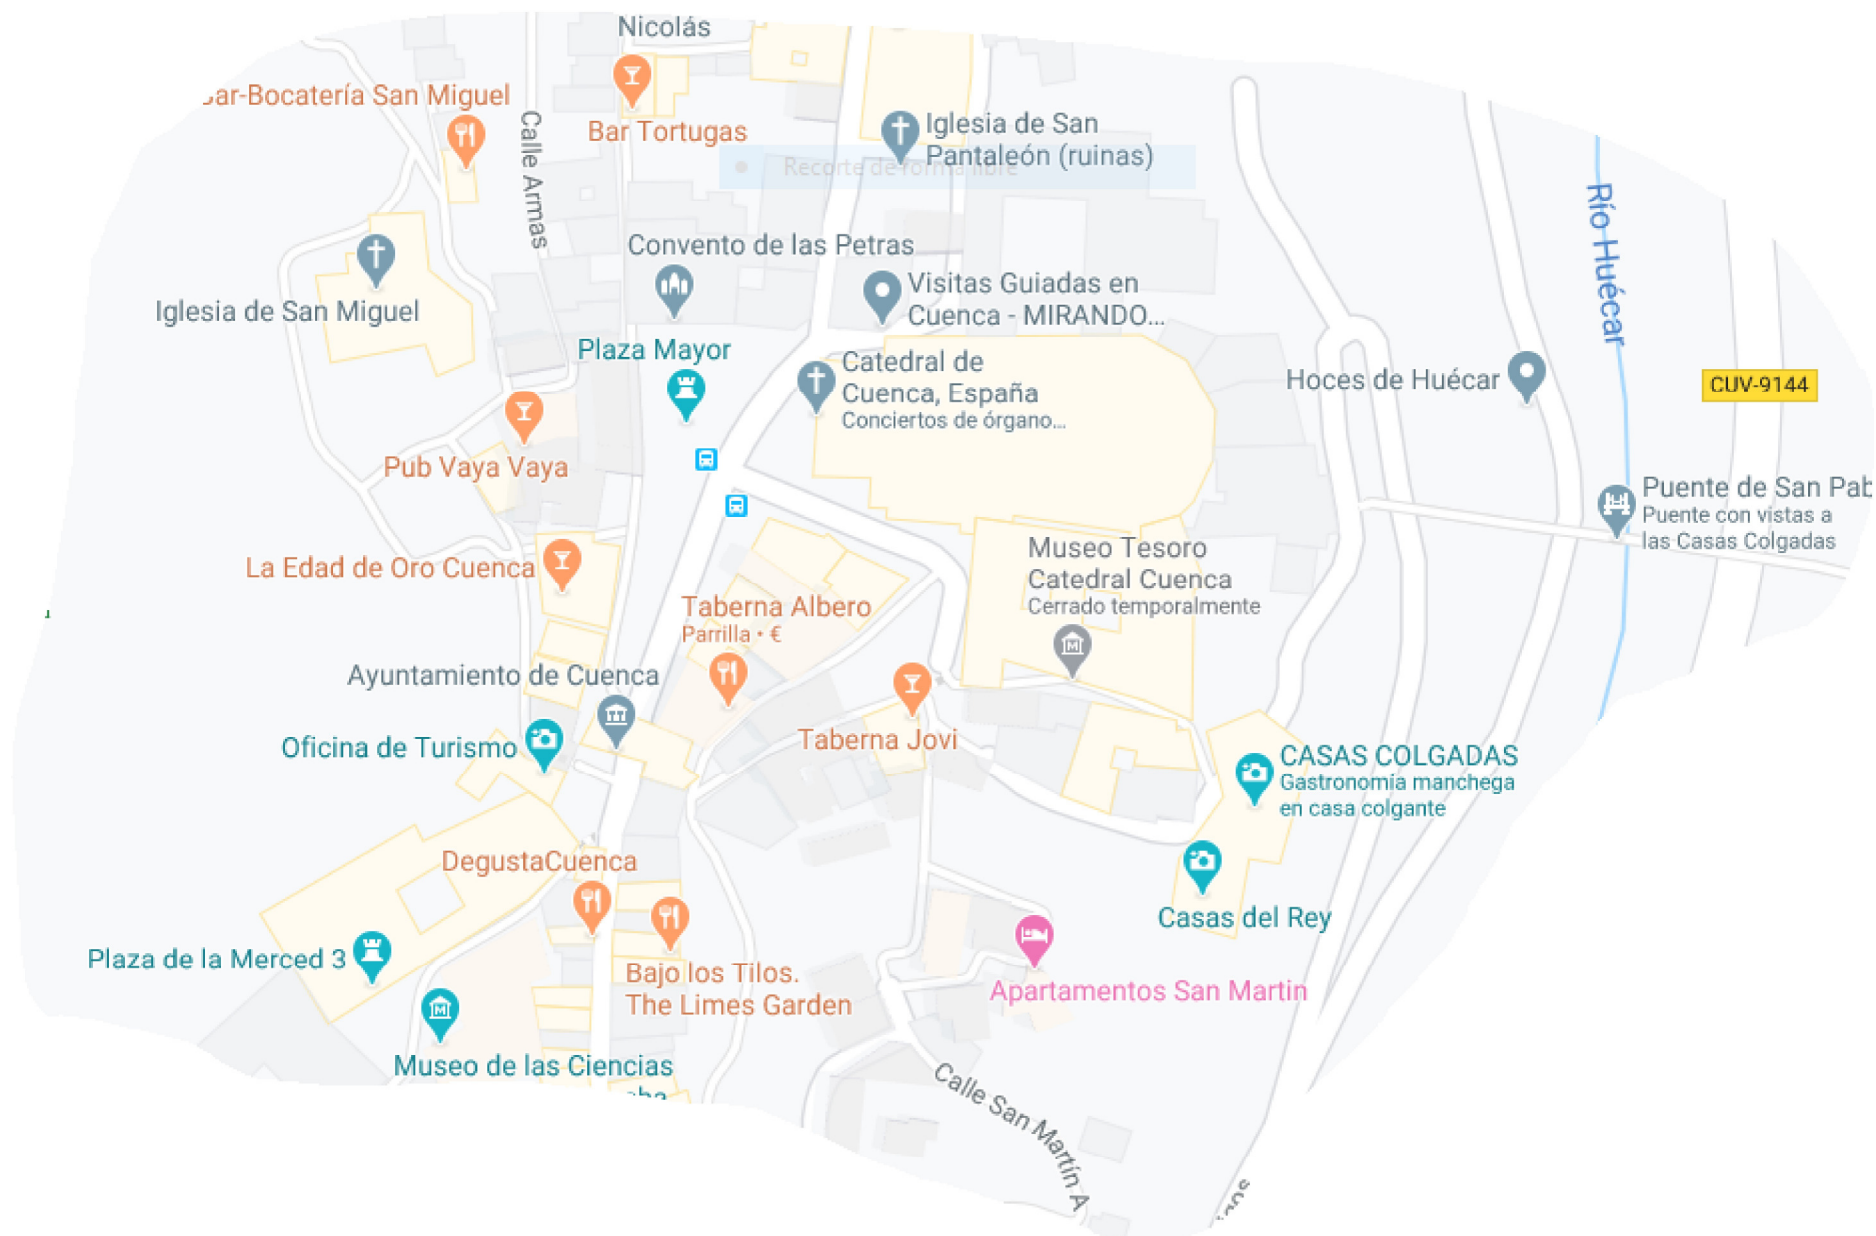 Nicolás
Bar-Bocatería San Miguel
Calle Armas
Bar Tortugas
Iglesia de San
Pantaleón (ruinas)
Recorte de forma libre
Río Huécar
Convento de las Petras
Iglesia de San Miguel
Visitas Guiadas en
Cuenca - MIRANDO...
Plaza Mayor
Catedral de
Cuenca, España
Conciertos de órgano...
Hoces de Huécar
CUV-9144
Pub Vaya Vaya
Puente de San Pab
Puente con vistas a
las Casas Colgadas
La Edad de Oro Cuenca
Museo Tesoro
Catedral Cuenca
Cerrado temporalmente
Taberna Albero
Parrilla • €
Ayuntamiento de Cuenca
Oficina de Turismo
Taberna Jovi
CASAS COLGADAS
Gastronomía manchega
en casa colgante
DegustaCuenca
Casas del Rey
Plaza de la Merced 3
Bajo los Tilos.
The Limes Garden
Apartamentos San Martin
Museo de las Ciencias
Calle San Martín A